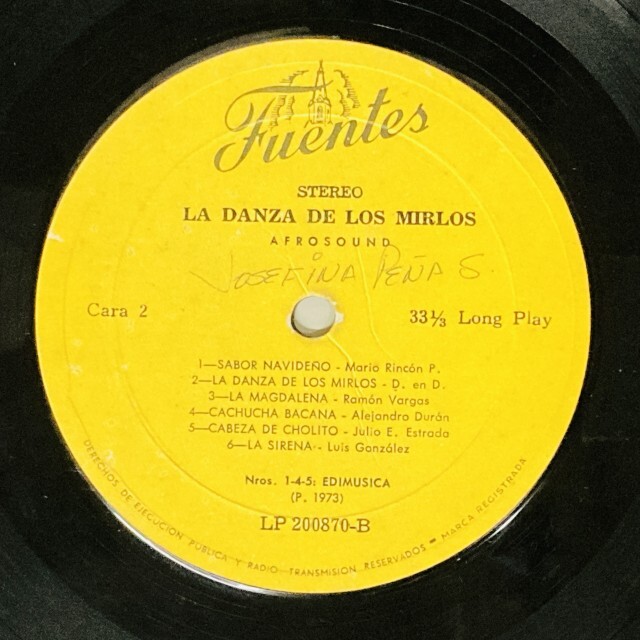 Fuentes
STEREO
LA DANZA DE LOS MIRLOS
AFROSOUND
JOSEFINA PEÑA S.
Cara 2
33⅓ Long Play
1—SABOR NAVIDEÑO - Mario Rincón P.
2—LA DANZA DE LOS MIRLOS - D. en D.
3—LA MAGDALENA - Ramón Vargas
4—CACHUCHA BACANA - Alejandro Durán
5—CABEZA DE CHOLITO - Julio E. Estrada
6—LA SIRENA - Luis González
Nros. 1-4-5: EDIMUSICA
(P. 1973)
LP 200870-B
DERECHOS DE EJECUCION PUBLICA Y RADIO TRANSMISION RESERVADOS — MARCA REGISTRADA